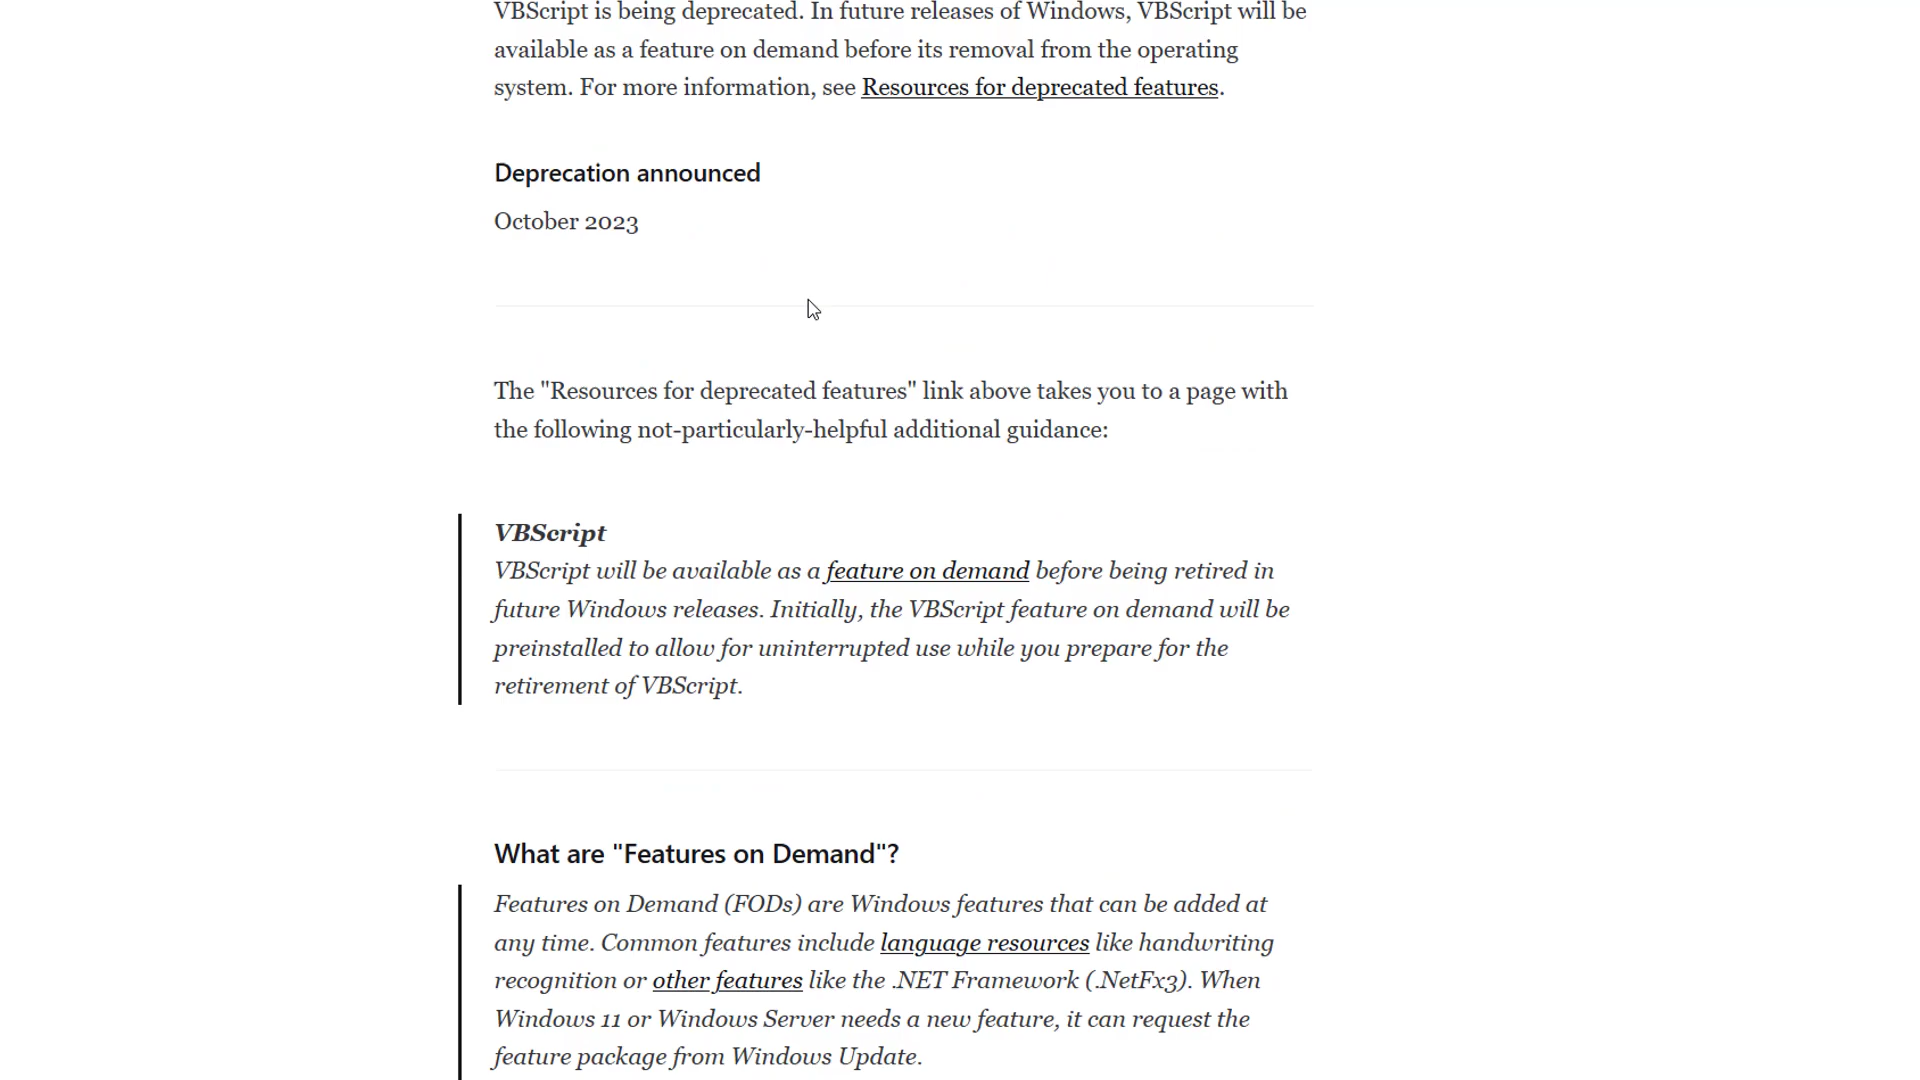 VBScript is being deprecated. In future releases of Windows, VBScript will be
available as a feature on demand before its removal from the operating
system. For more information, see Resources for deprecated features.
Deprecation announced
October 2023
The "Resources for deprecated features" link above takes you to a page with
the following not-particularly-helpful additional guidance:
VBScript
VBScript will be available as a feature on demand before being retired in
future Windows releases. Initially, the VBScript feature on demand will be
preinstalled to allow for uninterrupted use while you prepare for the
retirement of VBScript.
What are "Features on Demand"?
Features on Demand (FODs) are Windows features that can be added at
any time. Common features include language resources like handwriting
recognition or other features like the .NET Framework (.NetFx3). When
Windows 11 or Windows Server needs a new feature, it can request the
feature package from Windows Update.